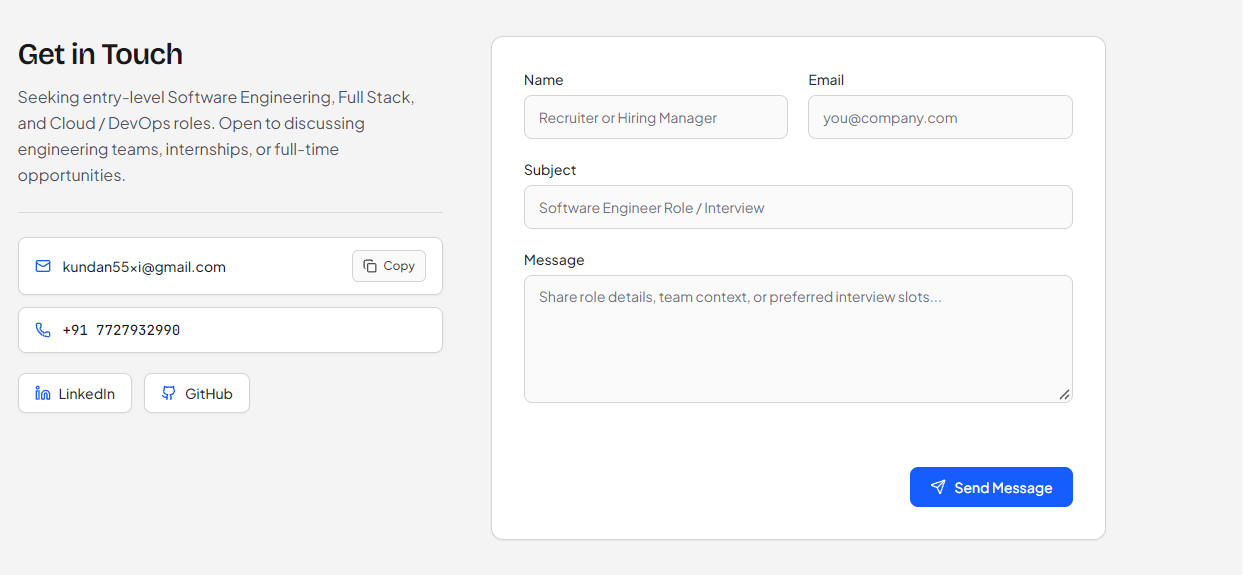 Get in Touch
Seeking entry-level Software Engineering, Full Stack,
and Cloud / DevOps roles. Open to discussing
engineering teams, internships, or full-time
opportunities.
kundan55xi@gmail.com
Copy
+91 7727932990
LinkedIn
GitHub
Name
Email
Recruiter or Hiring Manager
you@company.com
Subject
Software Engineer Role / Interview
Message
Share role details, team context, or preferred interview slots...
Send Message